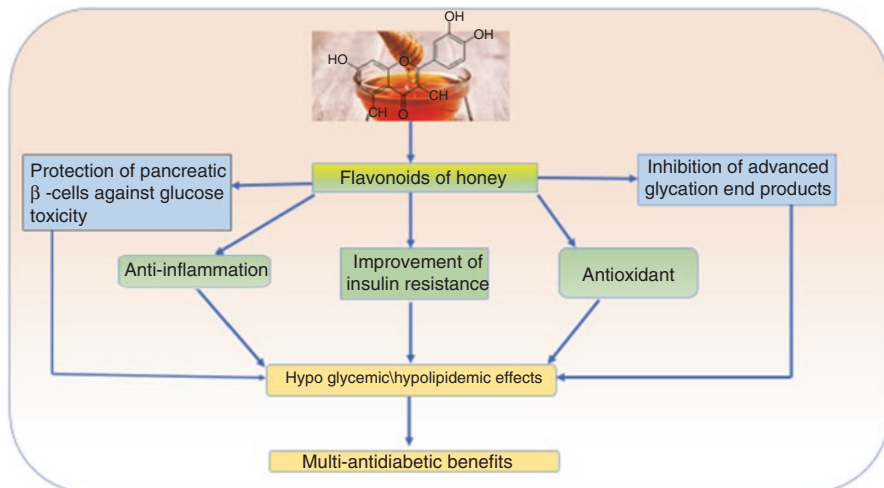 OH
OH
HO
O
CH
CH
O
Protection of pancreatic
β -cells against glucose
toxicity
Flavonoids of honey
Inhibition of advanced
glycation end products
Anti-inflammation
Improvement of
insulin resistance
Antioxidant
Hypo glycemic\hypolipidemic effects
Multi-antidiabetic benefits